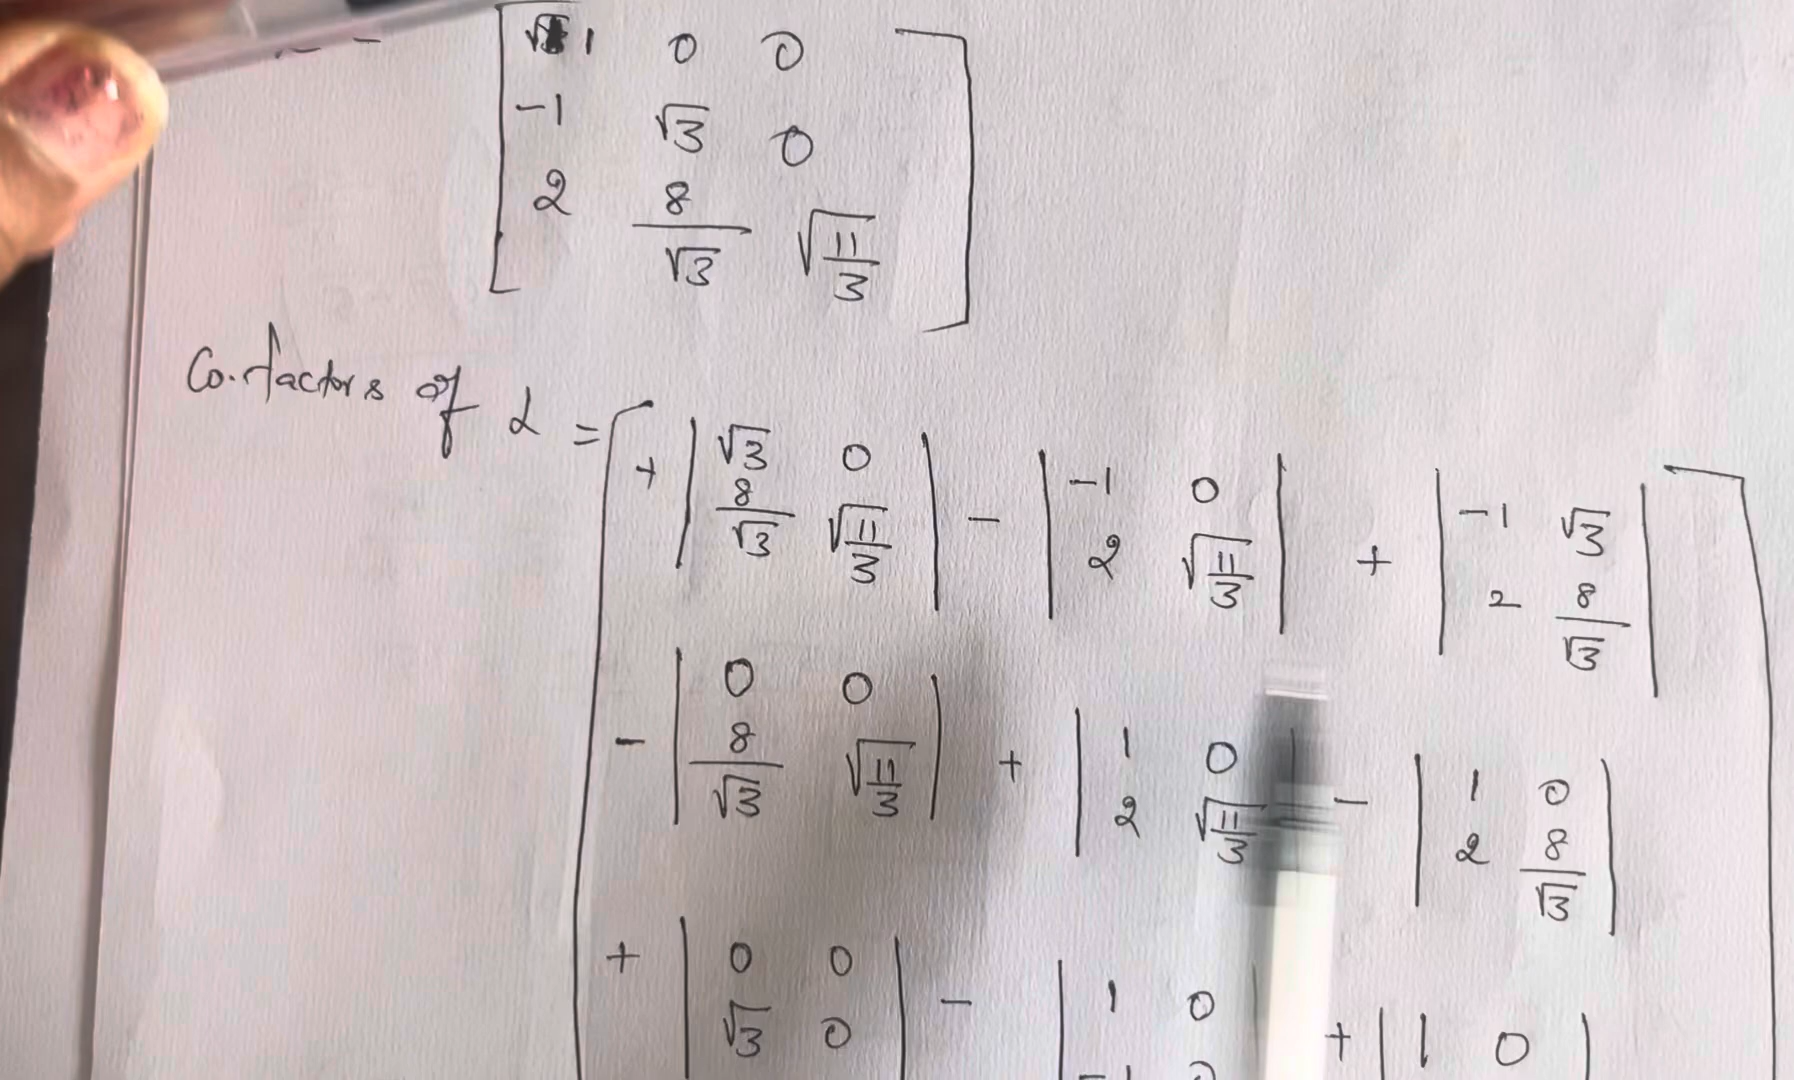 1 0 0
-1 √3 0
2 8/√3 √(11/3)
Co.factors of L =
+ | √3 0 | - | -1 0 | + | -1 √3 |
| 8/√3 √(11/3) | | 2 √(11/3) | | 2 8/√3 |
- | 0 0 | + | 1 0 | - | 1 0 |
| 8/√3 √(11/3) | | 2 √(11/3) | | 2 8/√3 |
+ | 0 0 | - | 1 0 | + | 1 0 |
| √3 0 | | -1